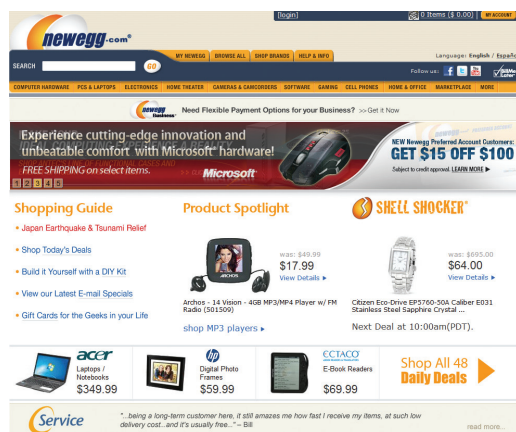 [login]
0 Items ($ 0.00)
MY ACCOUNT
newegg.com®
MY NEWEGG
BROWSE ALL
SHOP BRANDS
HELP & INFO
Language: English / Españo
SEARCH
GO
Follow us:
COMPUTER HARDWARE
PCS & LAPTOPS
ELECTRONICS
HOME THEATER
CAMERAS & CAMCORDERS
SOFTWARE
GAMING
CELL PHONES
HOME & OFFICE
MARKETPLACE
MORE
newegg Business
Need Flexible Payment Options for your Business? >>Get it Now
Experience cutting-edge innovation and
unbeatable comfort with Microsoft® hardware!
FREE SHIPPING on select items.
Microsoft
NEW Newegg Preferred Account Customers:
GET $15 OFF $100
Subject to credit approval. LEARN MORE
1 2 3 4 5
Shopping Guide
• Japan Earthquake & Tsunami Relief
• Shop Today's Deals
• Build it Yourself with a DIY Kit
• View our Latest E-mail Specials
• Gift Cards for the Geeks in your Life
Product Spotlight
was: $49.99
$17.99
View Details
ARCHOS
Archos - 14 Vision - 4GB MP3/MP4 Player w/ FM
Radio (501509)
shop MP3 players
SHELL SHOCKER®
was: $695.00
$64.00
View Details
Citizen Eco-Drive EP5760-50A Caliber E031
Stainless Steel Sapphire Crystal ...
Next Deal at 10:00am(PDT).
acer
Laptops /
Notebooks
$349.99
hp
Digital Photo
Frames
$59.99
ECTACO
E-Book Readers
$69.99
Shop All 48
Daily Deals
Service
"...being a long-term customer here, it still amazes me how fast I receive my items, at such low
delivery cost...and it's usually free..." – Bill
read more...